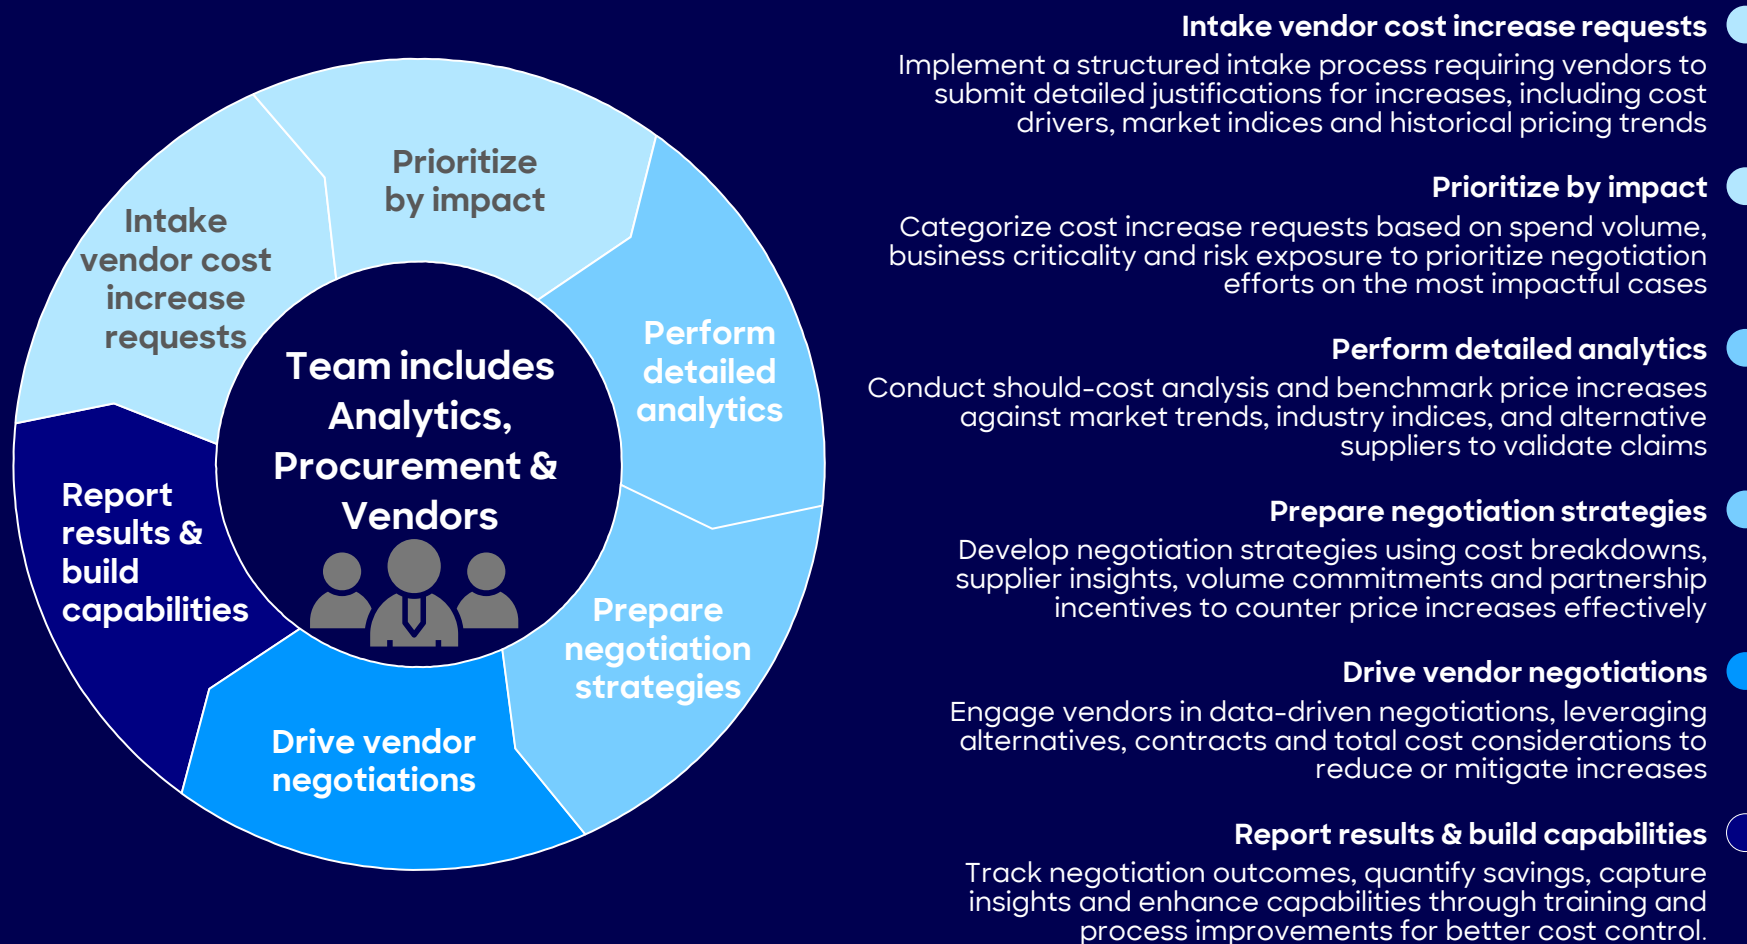 Prioritize
by impact
Intake
vendor cost
increase
requests
Perform
detailed
analytics
Team includes
Analytics,
Procurement &
Vendors
Report
results &
build
capabilities
Prepare
negotiation
strategies
Drive vendor
negotiations
Intake vendor cost increase requests
Implement a structured intake process requiring vendors to
submit detailed justifications for increases, including cost
drivers, market indices and historical pricing trends
Prioritize by impact
Categorize cost increase requests based on spend volume,
business criticality and risk exposure to prioritize negotiation
efforts on the most impactful cases
Perform detailed analytics
Conduct should-cost analysis and benchmark price increases
against market trends, industry indices, and alternative
suppliers to validate claims
Prepare negotiation strategies
Develop negotiation strategies using cost breakdowns,
supplier insights, volume commitments and partnership
incentives to counter price increases effectively
Drive vendor negotiations
Engage vendors in data-driven negotiations, leveraging
alternatives, contracts and total cost considerations to
reduce or mitigate increases
Report results & build capabilities
Track negotiation outcomes, quantify savings, capture
insights and enhance capabilities through training and
process improvements for better cost control.